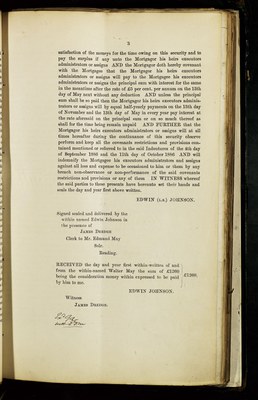 3
satisfaction of the moneys for the time owing on this security and to
pay the surplus if any unto the Mortgagor his heirs executors
administrators or assigns AND the Mortgagor doth hereby covenant
with the Mortgagee that the Mortgagor his heirs executors
administrators or assigns will pay to the Mortgagee his executors
administrators or assigns the principal sum with interest for the same
in the meantime after the rate of £5 per cent. per annum on the 13th
day of May next without any deduction AND unless the principal
sum shall be so paid then the Mortgagor his heirs executors adminis-
trators or assigns will by equal half-yearly payments on the 13th day
of November and the 13th day of May in every year pay interest at
the rate aforesaid on the principal sum or on so much thereof as
shall for the time being remain unpaid AND FURTHER that the
Mortgagor his heirs executors administrators or assigns will at all
times hereafter during the continuance of this security observe
perform and keep all the covenants restrictions and provisions con-
tained mentioned or referred to in the said Indentures of the 4th day
of September 1886 and the 12th day of October 1886 AND will
indemnify the Mortgagee his executors administrators and assigns
against all loss and expense to be occasioned to him or them by any
breach non-observance or non-performance of the said covenants
restrictions and provisions or any of them IN WITNESS whereof
the said parties to these presents have hereunto set their hands and
seals the day and year first above written.
EDWIN (L.S.) JOHNSON.
Signed sealed and delivered by the
within named Edwin Johnson in
the presence of
JAMES
Clerk to Mr. Edmund May
Solr.
Reading.
RECEIVED the day and year first within-written of and
from the within-named Walter May the sum of £1200
being the consideration money within expressed to be paid
by him to me
£1200.
EDWIN JOHNSON.
Witness
JAMES